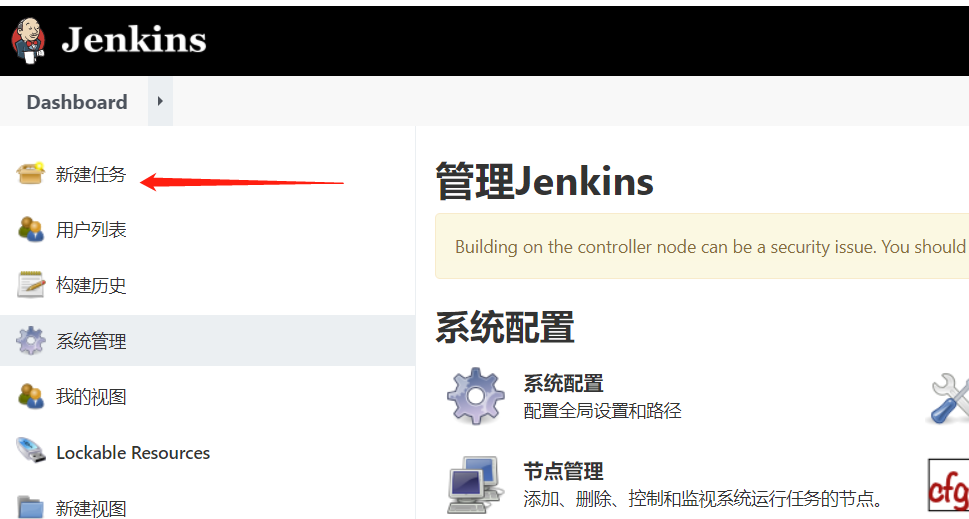 Jenkins
Dashboard
新建任务
用户列表
构建历史
系统管理
我的视图
Lockable Resources
新建视图
管理Jenkins
Building on the controller node can be a security issue. You should
系统配置
系统配置
配置全局设置和路径
节点管理
添加、删除、控制和监视系统运行任务的节点。
cfg